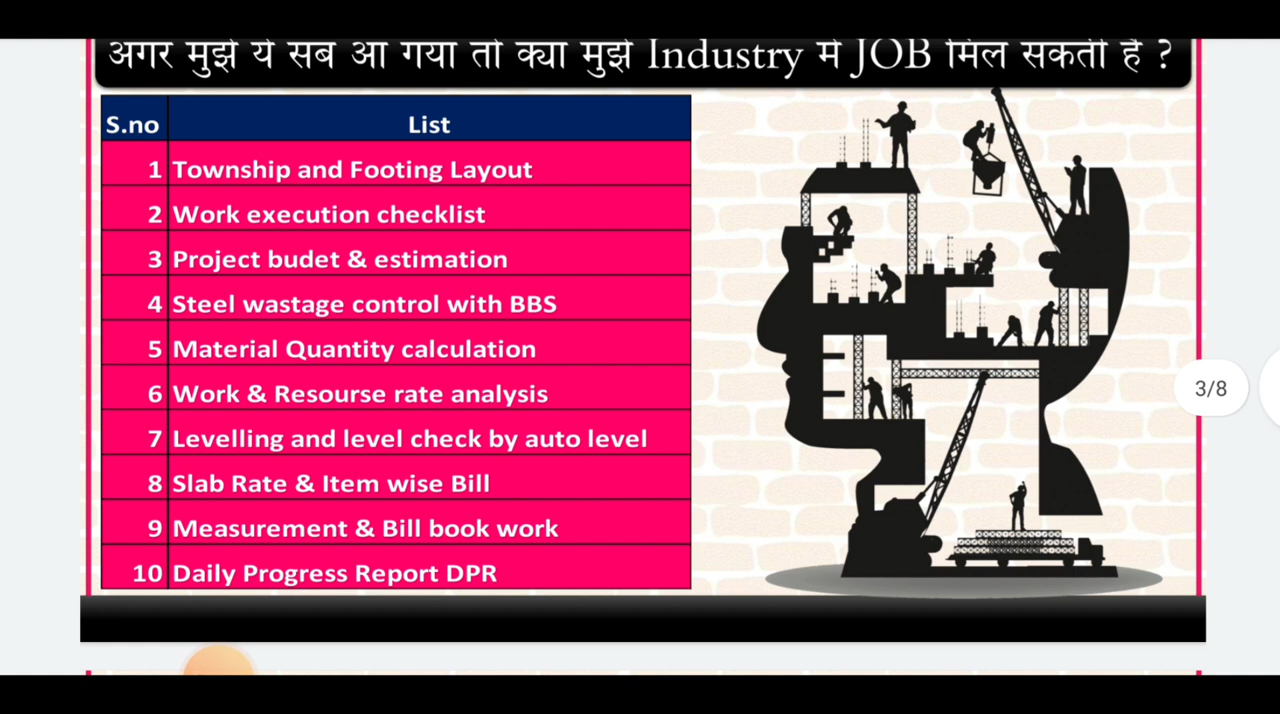 अगर मुझे ये सब आ गया तो क्या मुझे Industry में JOB मिल सकती है ?
S.no List
1 Township and Footing Layout
2 Work execution checklist
3 Project budet & estimation
4 Steel wastage control with BBS
5 Material Quantity calculation
6 Work & Resourse rate analysis
7 Levelling and level check by auto level
8 Slab Rate & Item wise Bill
9 Measurement & Bill book work
10 Daily Progress Report DPR
3/8